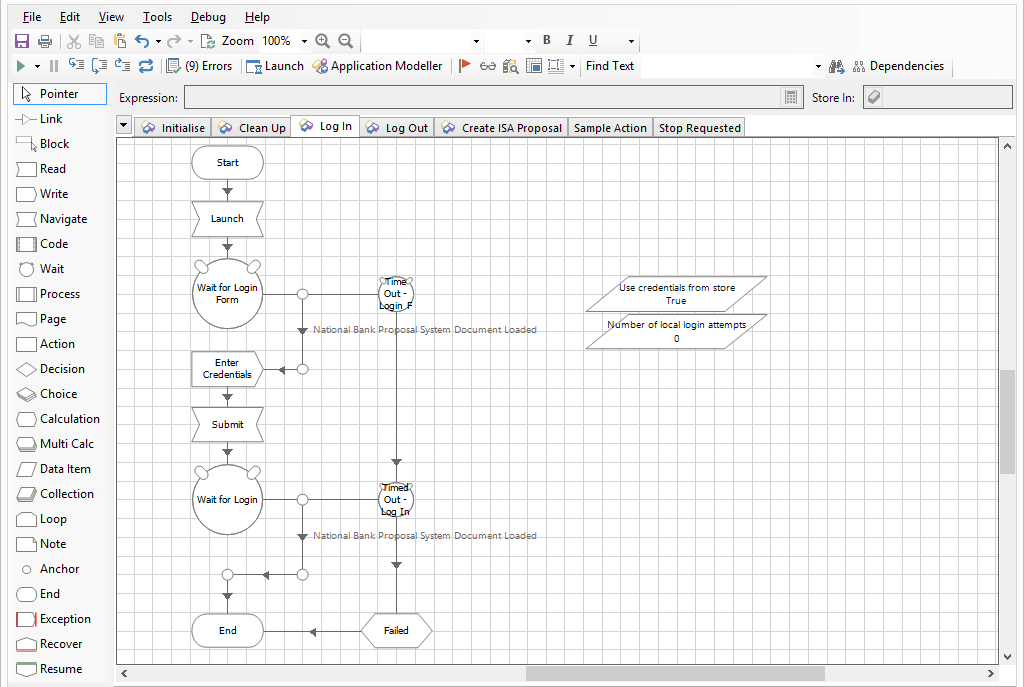 File Edit View Tools Debug Help
Zoom 100% B I U
(9) Errors Launch Application Modeller Find Text Dependencies
Pointer
Link
Block
Read
Write
Navigate
Code
Wait
Process
Page
Action
Decision
Choice
Calculation
Multi Calc
Data Item
Collection
Loop
Note
Anchor
End
Exception
Recover
Resume
Expression: Store In:
Initialise Clean Up Log In Log Out Create ISA Proposal Sample Action Stop Requested
Start
Launch
Wait for Login
Form
Time
Out -
Login_F
Use credentials from store
True
Number of local login attempts
0
National Bank Proposal System Document Loaded
Enter
Credentials
Submit
Wait for Login
Timed
Out -
Log In
National Bank Proposal System Document Loaded
End
Failed